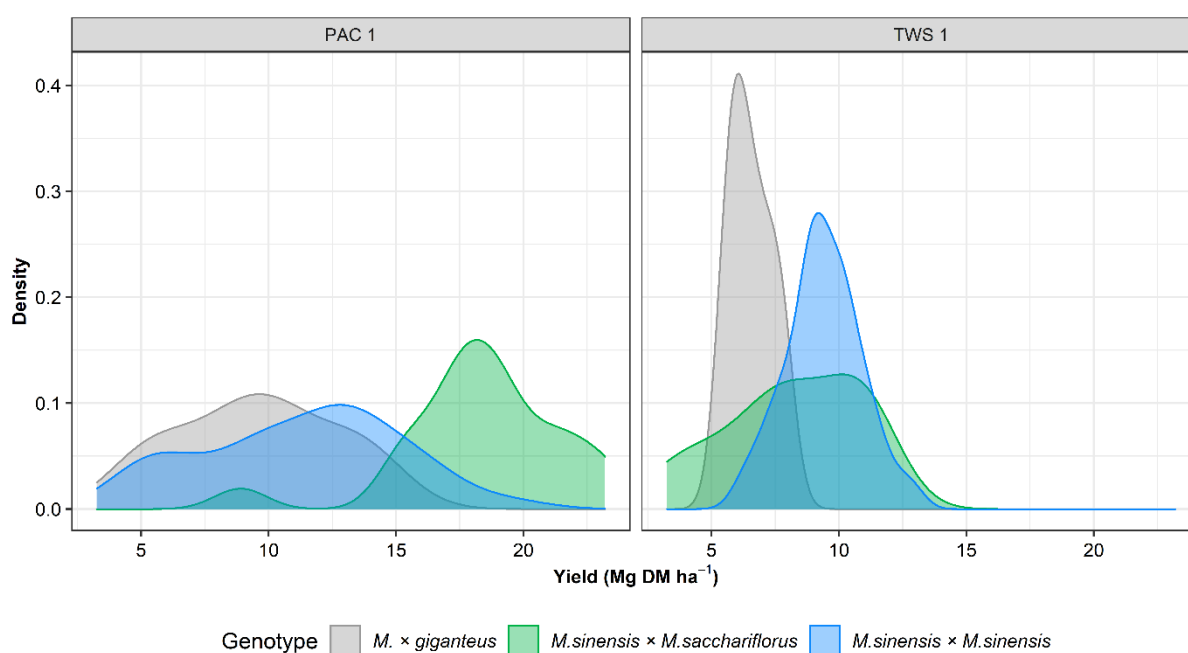 PAC 1
TWS 1
0.4
0.3
0.2
0.1
0.0
Density
5 10 15 20
5 10 15 20
Yield (Mg DM ha⁻¹)
Genotype M. × giganteus M.sinensis × M.sacchariflorus M.sinensis × M.sinensis